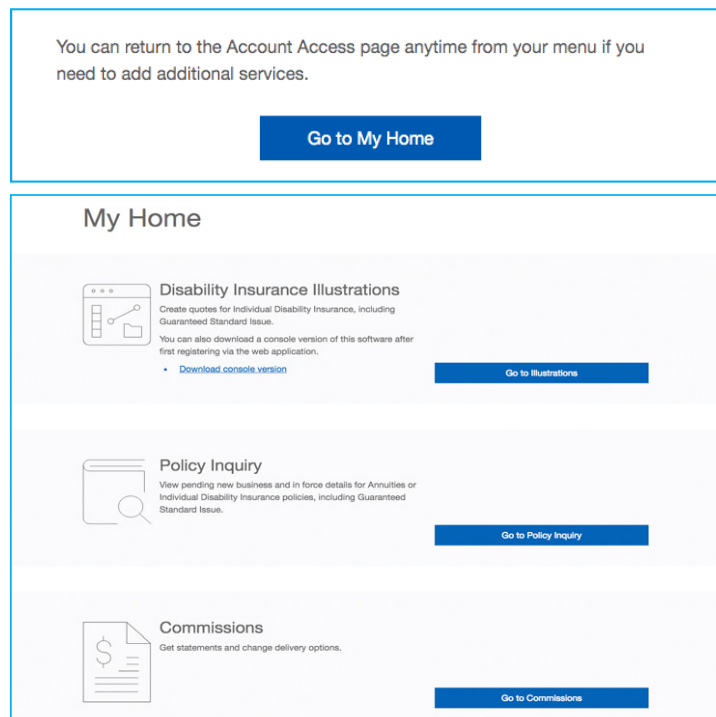 You can return to the Account Access page anytime from your menu if you
need to add additional services.
Go to My Home
My Home
Disability Insurance Illustrations
Create quotes for Individual Disability Insurance, including
Guaranteed Standard Issue.
You can also download a console version of this software after
first registering via the web application.
• Download console version
Go to Illustrations
Policy Inquiry
View pending new business and in force details for Annuities or
Individual Disability Insurance policies, including Guaranteed
Standard Issue.
Go to Policy Inquiry
Commissions
Get statements and change delivery options.
Go to Commissions